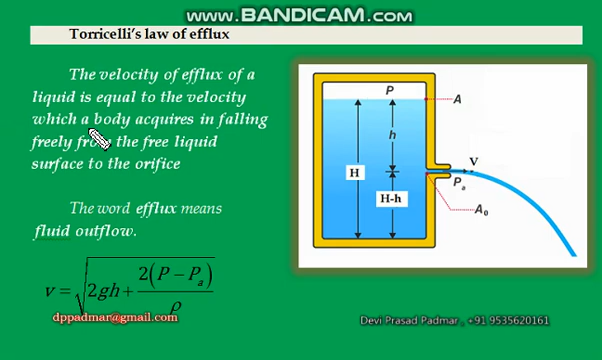 www.BANDICAM.com
Torricelli's law of efflux
The velocity of efflux of a
liquid is equal to the velocity
which a body acquires in falling
freely from the free liquid
surface to the orifice
The word efflux means
fluid outflow.
v = √(2gh + 2(P − Pa)/ρ)
dppadmar@gmail.com
P
A
h
H
V
Pa
H-h
A0
Devi Prasad Padmar , +91 9535620161